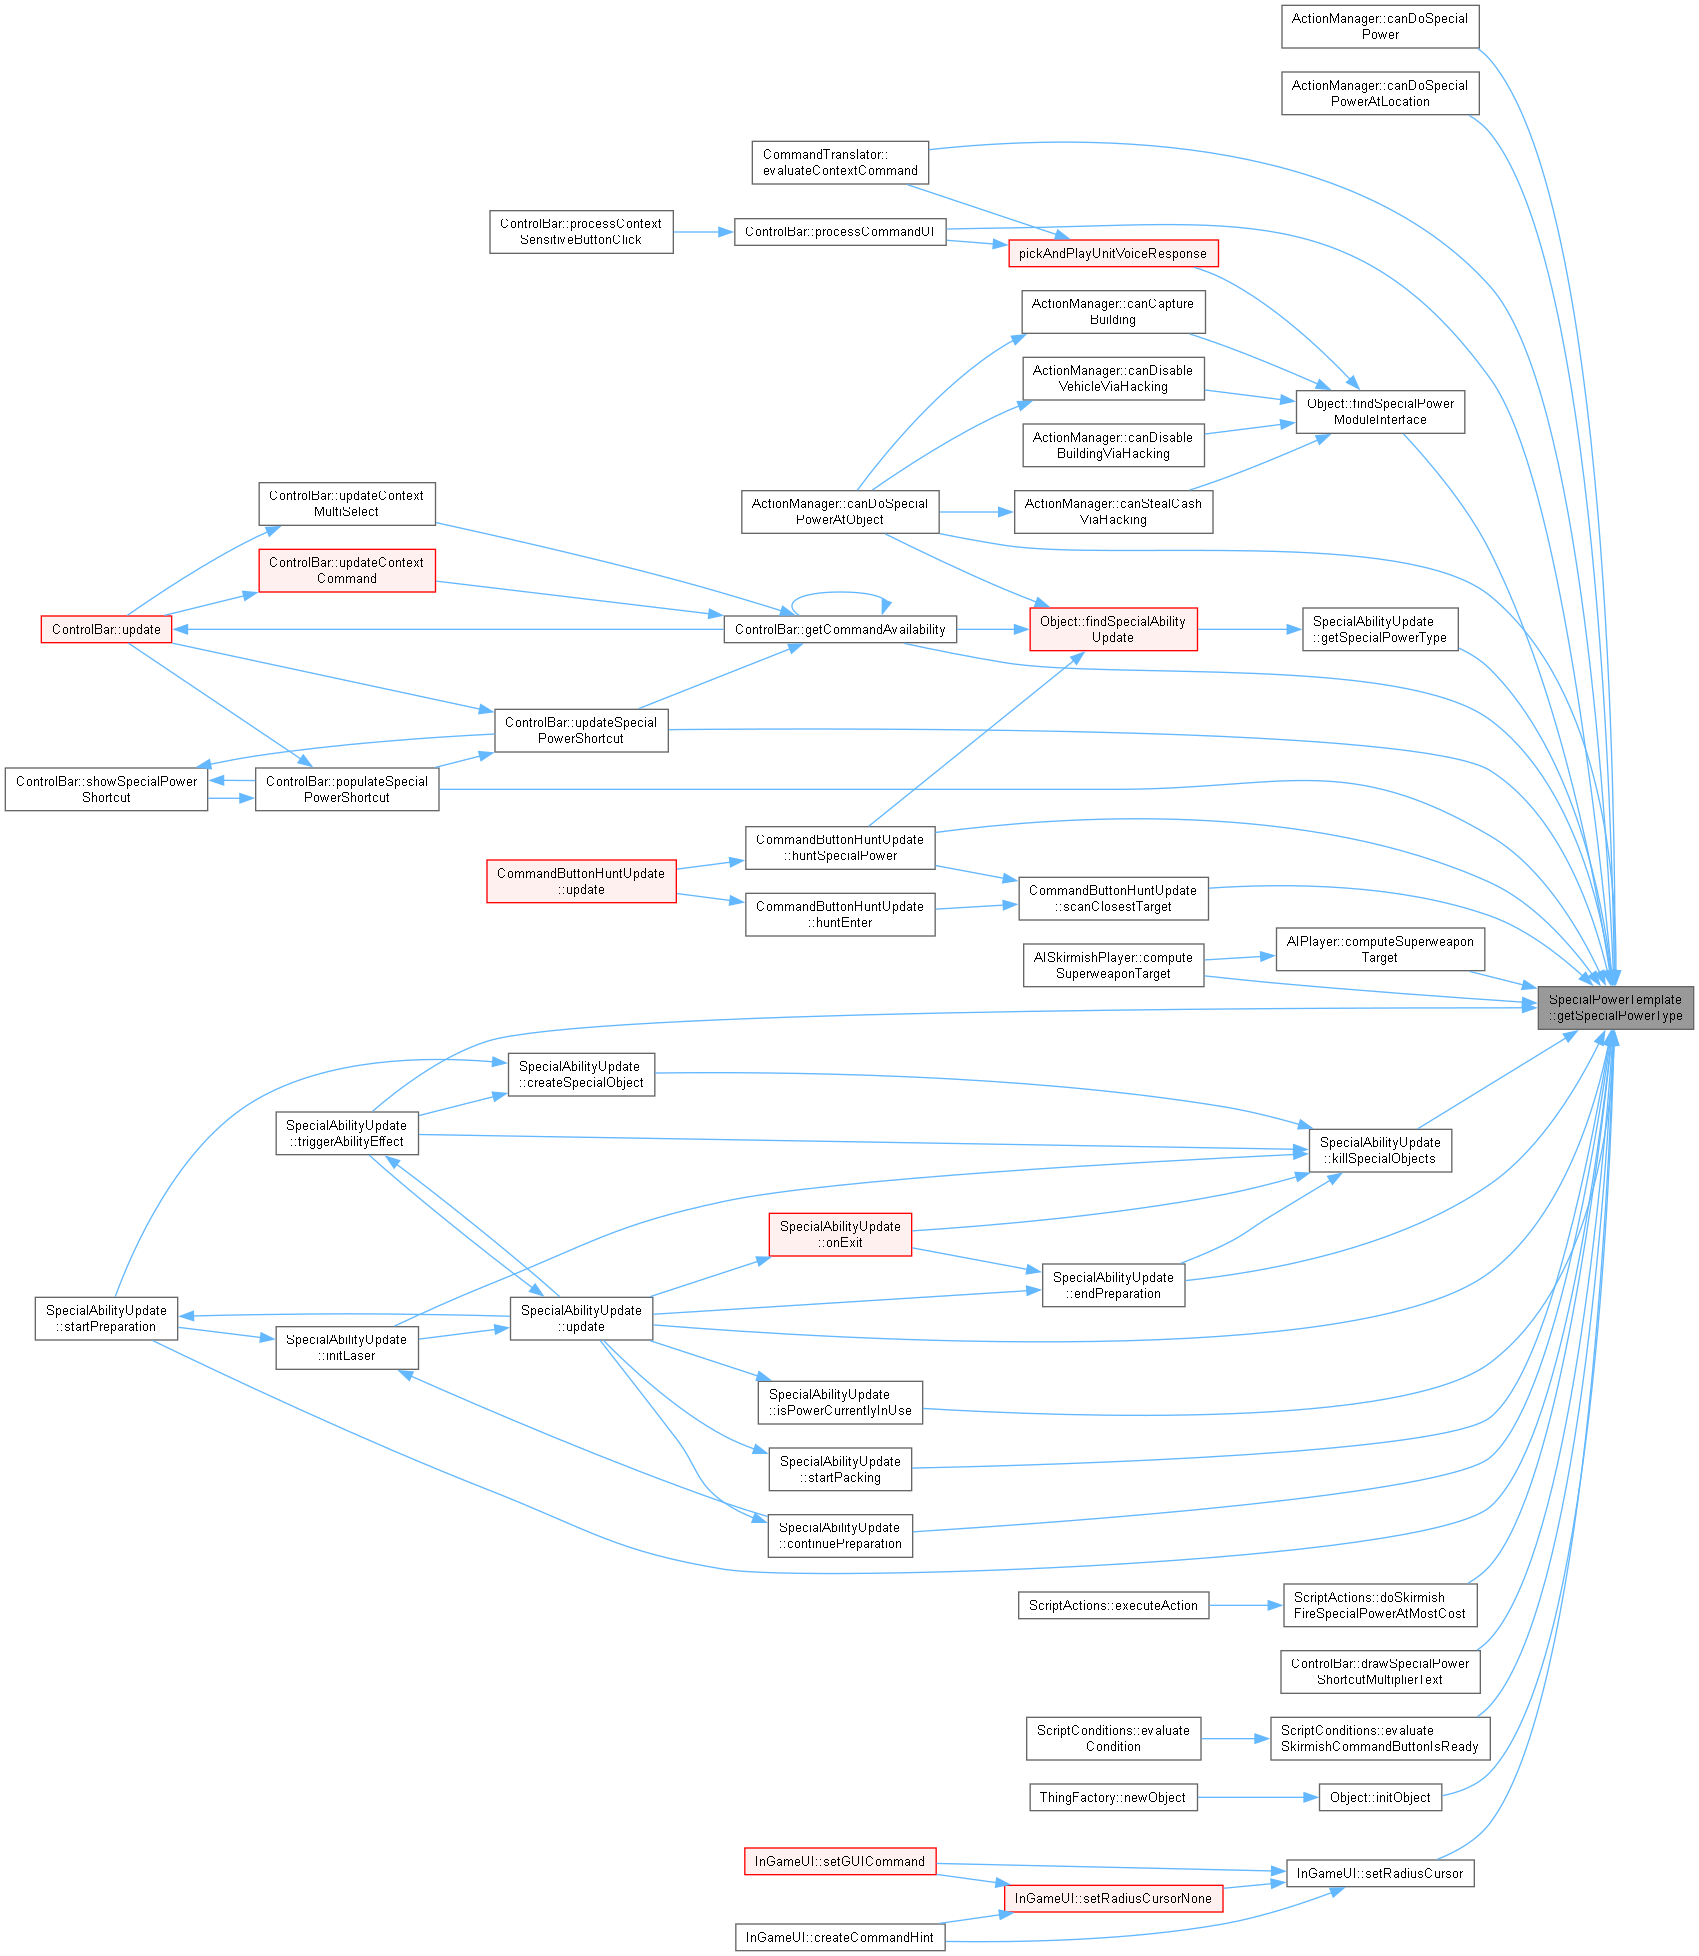 ActionManager::canDoSpecial
Power
ActionManager::canDoSpecial
PowerAtLocation
CommandTranslator::
evaluateContextCommand
ControlBar::processContext
SensitiveButtonClick
ControlBar::processCommandUI
pickAndPlayUnitVoiceResponse
ActionManager::canCapture
Building
ActionManager::canDisable
VehicleViaHacking
Object::findSpecialPower
ModuleInterface
ActionManager::canDisable
BuildingViaHacking
ControlBar::updateContext
MultiSelect
ActionManager::canDoSpecial
PowerAtObject
ActionManager::canStealCash
ViaHacking
ControlBar::updateContext
Command
ControlBar::update
ControlBar::getCommandAvailability
Object::findSpecialAbility
Update
SpecialAbilityUpdate
::getSpecialPowerType
ControlBar::updateSpecial
PowerShortcut
ControlBar::showSpecialPower
Shortcut
ControlBar::populateSpecial
PowerShortcut
CommandButtonHuntUpdate
::huntSpecialPower
CommandButtonHuntUpdate
::update
CommandButtonHuntUpdate
::scanClosestTarget
CommandButtonHuntUpdate
::huntEnter
AISkirmishPlayer::compute
SuperweaponTarget
AIPlayer::computeSuperweapon
Target
SpecialPowerTemplate
::getSpecialPowerType
SpecialAbilityUpdate
::createSpecialObject
SpecialAbilityUpdate
::triggerAbilityEffect
SpecialAbilityUpdate
::killSpecialObjects
SpecialAbilityUpdate
::onExit
SpecialAbilityUpdate
::endPreparation
SpecialAbilityUpdate
::startPreparation
SpecialAbilityUpdate
::initLaser
SpecialAbilityUpdate
::update
SpecialAbilityUpdate
::isPowerCurrentlyInUse
SpecialAbilityUpdate
::startPacking
SpecialAbilityUpdate
::continuePreparation
ScriptActions::executeAction
ScriptActions::doSkirmish
FireSpecialPowerAtMostCost
ControlBar::drawSpecialPower
ShortcutMultiplierText
ScriptConditions::evaluate
Condition
ScriptConditions::evaluate
SkirmishCommandButtonIsReady
ThingFactory::newObject
Object::initObject
InGameUI::setGUICommand
InGameUI::setRadiusCursor
InGameUI::setRadiusCursorNone
InGameUI::createCommandHint